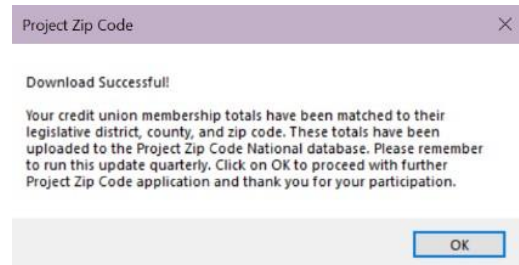 Project Zip Code
Download Successful!
Your credit union membership totals have been matched to their
legislative district, county, and zip code. These totals have been
uploaded to the Project Zip Code National database. Please remember
to run this update quarterly. Click on OK to proceed with further
Project Zip Code application and thank you for your participation.
OK